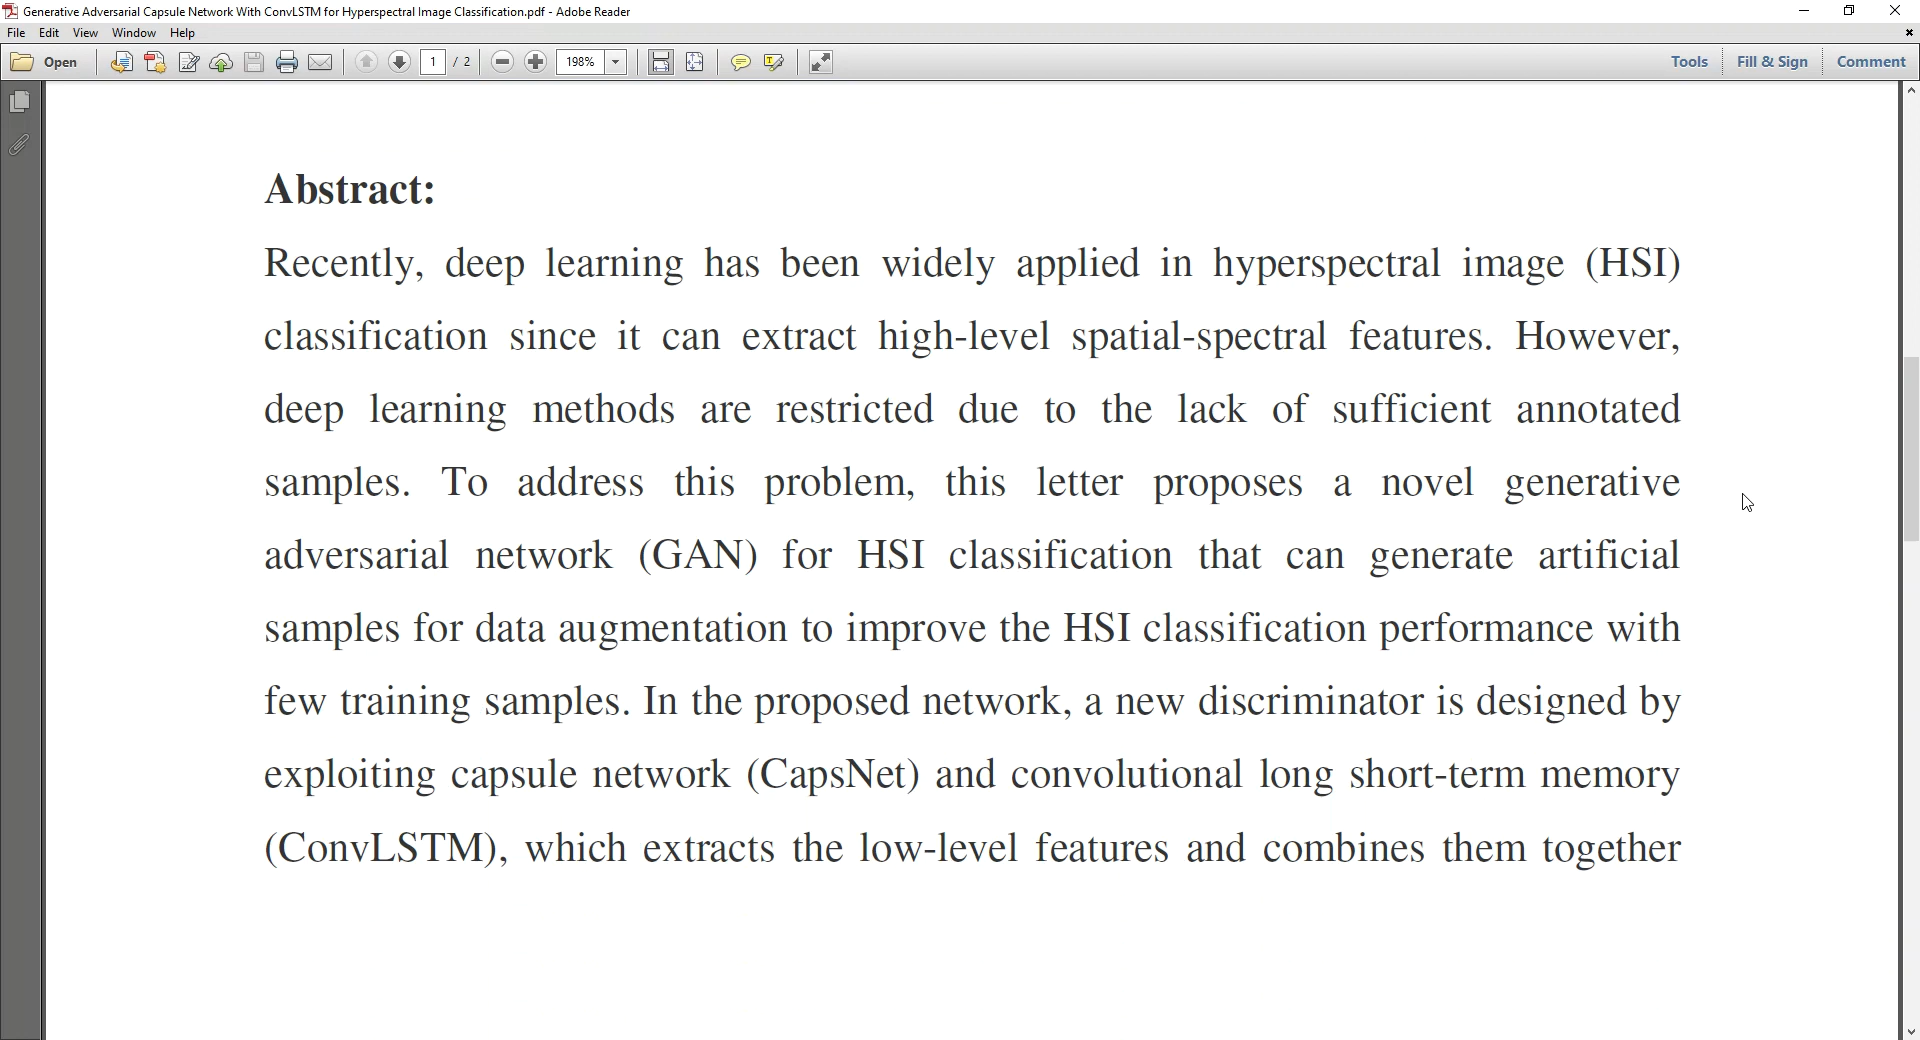 Generative Adversarial Capsule Network With ConvLSTM for Hyperspectral Image Classification.pdf - Adobe Reader
File Edit View Window Help
Open 1 / 2 198% Tools Fill & Sign Comment
Abstract:
Recently, deep learning has been widely applied in hyperspectral image (HSI)
classification since it can extract high-level spatial-spectral features. However,
deep learning methods are restricted due to the lack of sufficient annotated
samples. To address this problem, this letter proposes a novel generative
adversarial network (GAN) for HSI classification that can generate artificial
samples for data augmentation to improve the HSI classification performance with
few training samples. In the proposed network, a new discriminator is designed by
exploiting capsule network (CapsNet) and convolutional long short-term memory
(ConvLSTM), which extracts the low-level features and combines them together